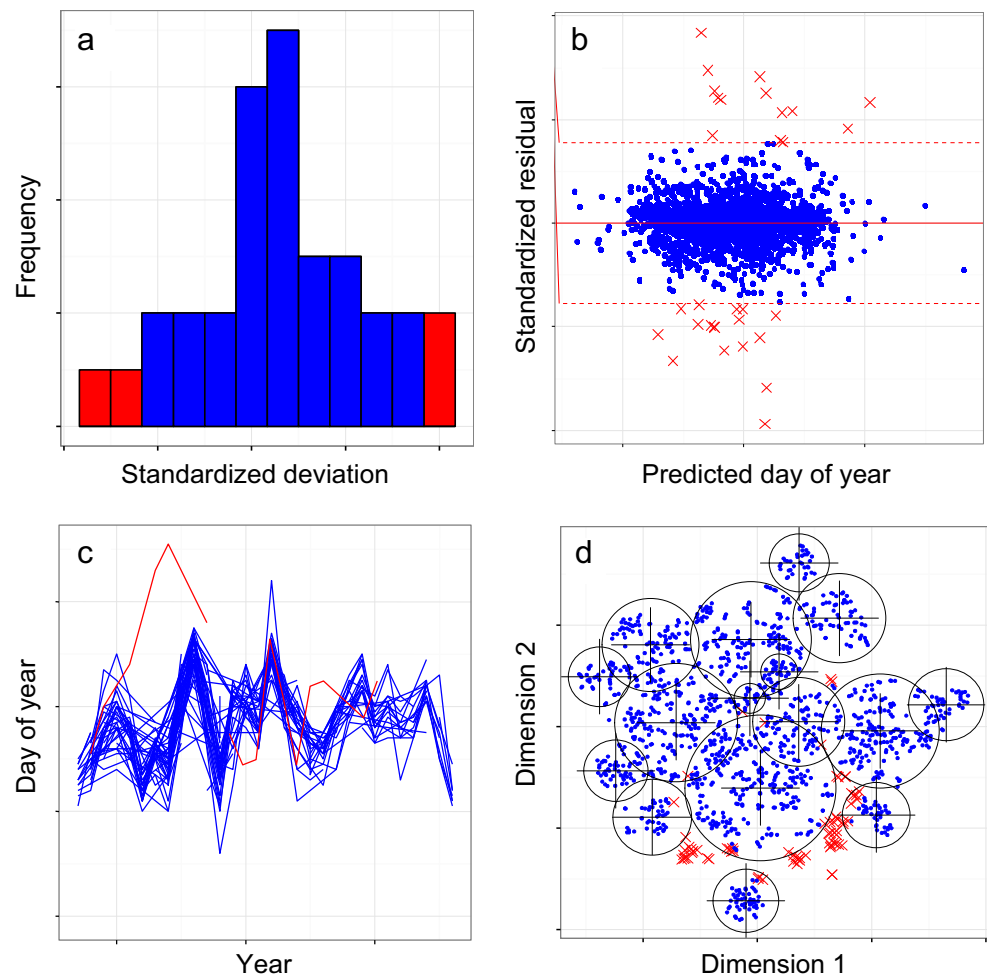 a
Frequency
Standardized deviation
b
Standardized residual
Predicted day of year
c
Day of year
Year
d
Dimension 2
Dimension 1